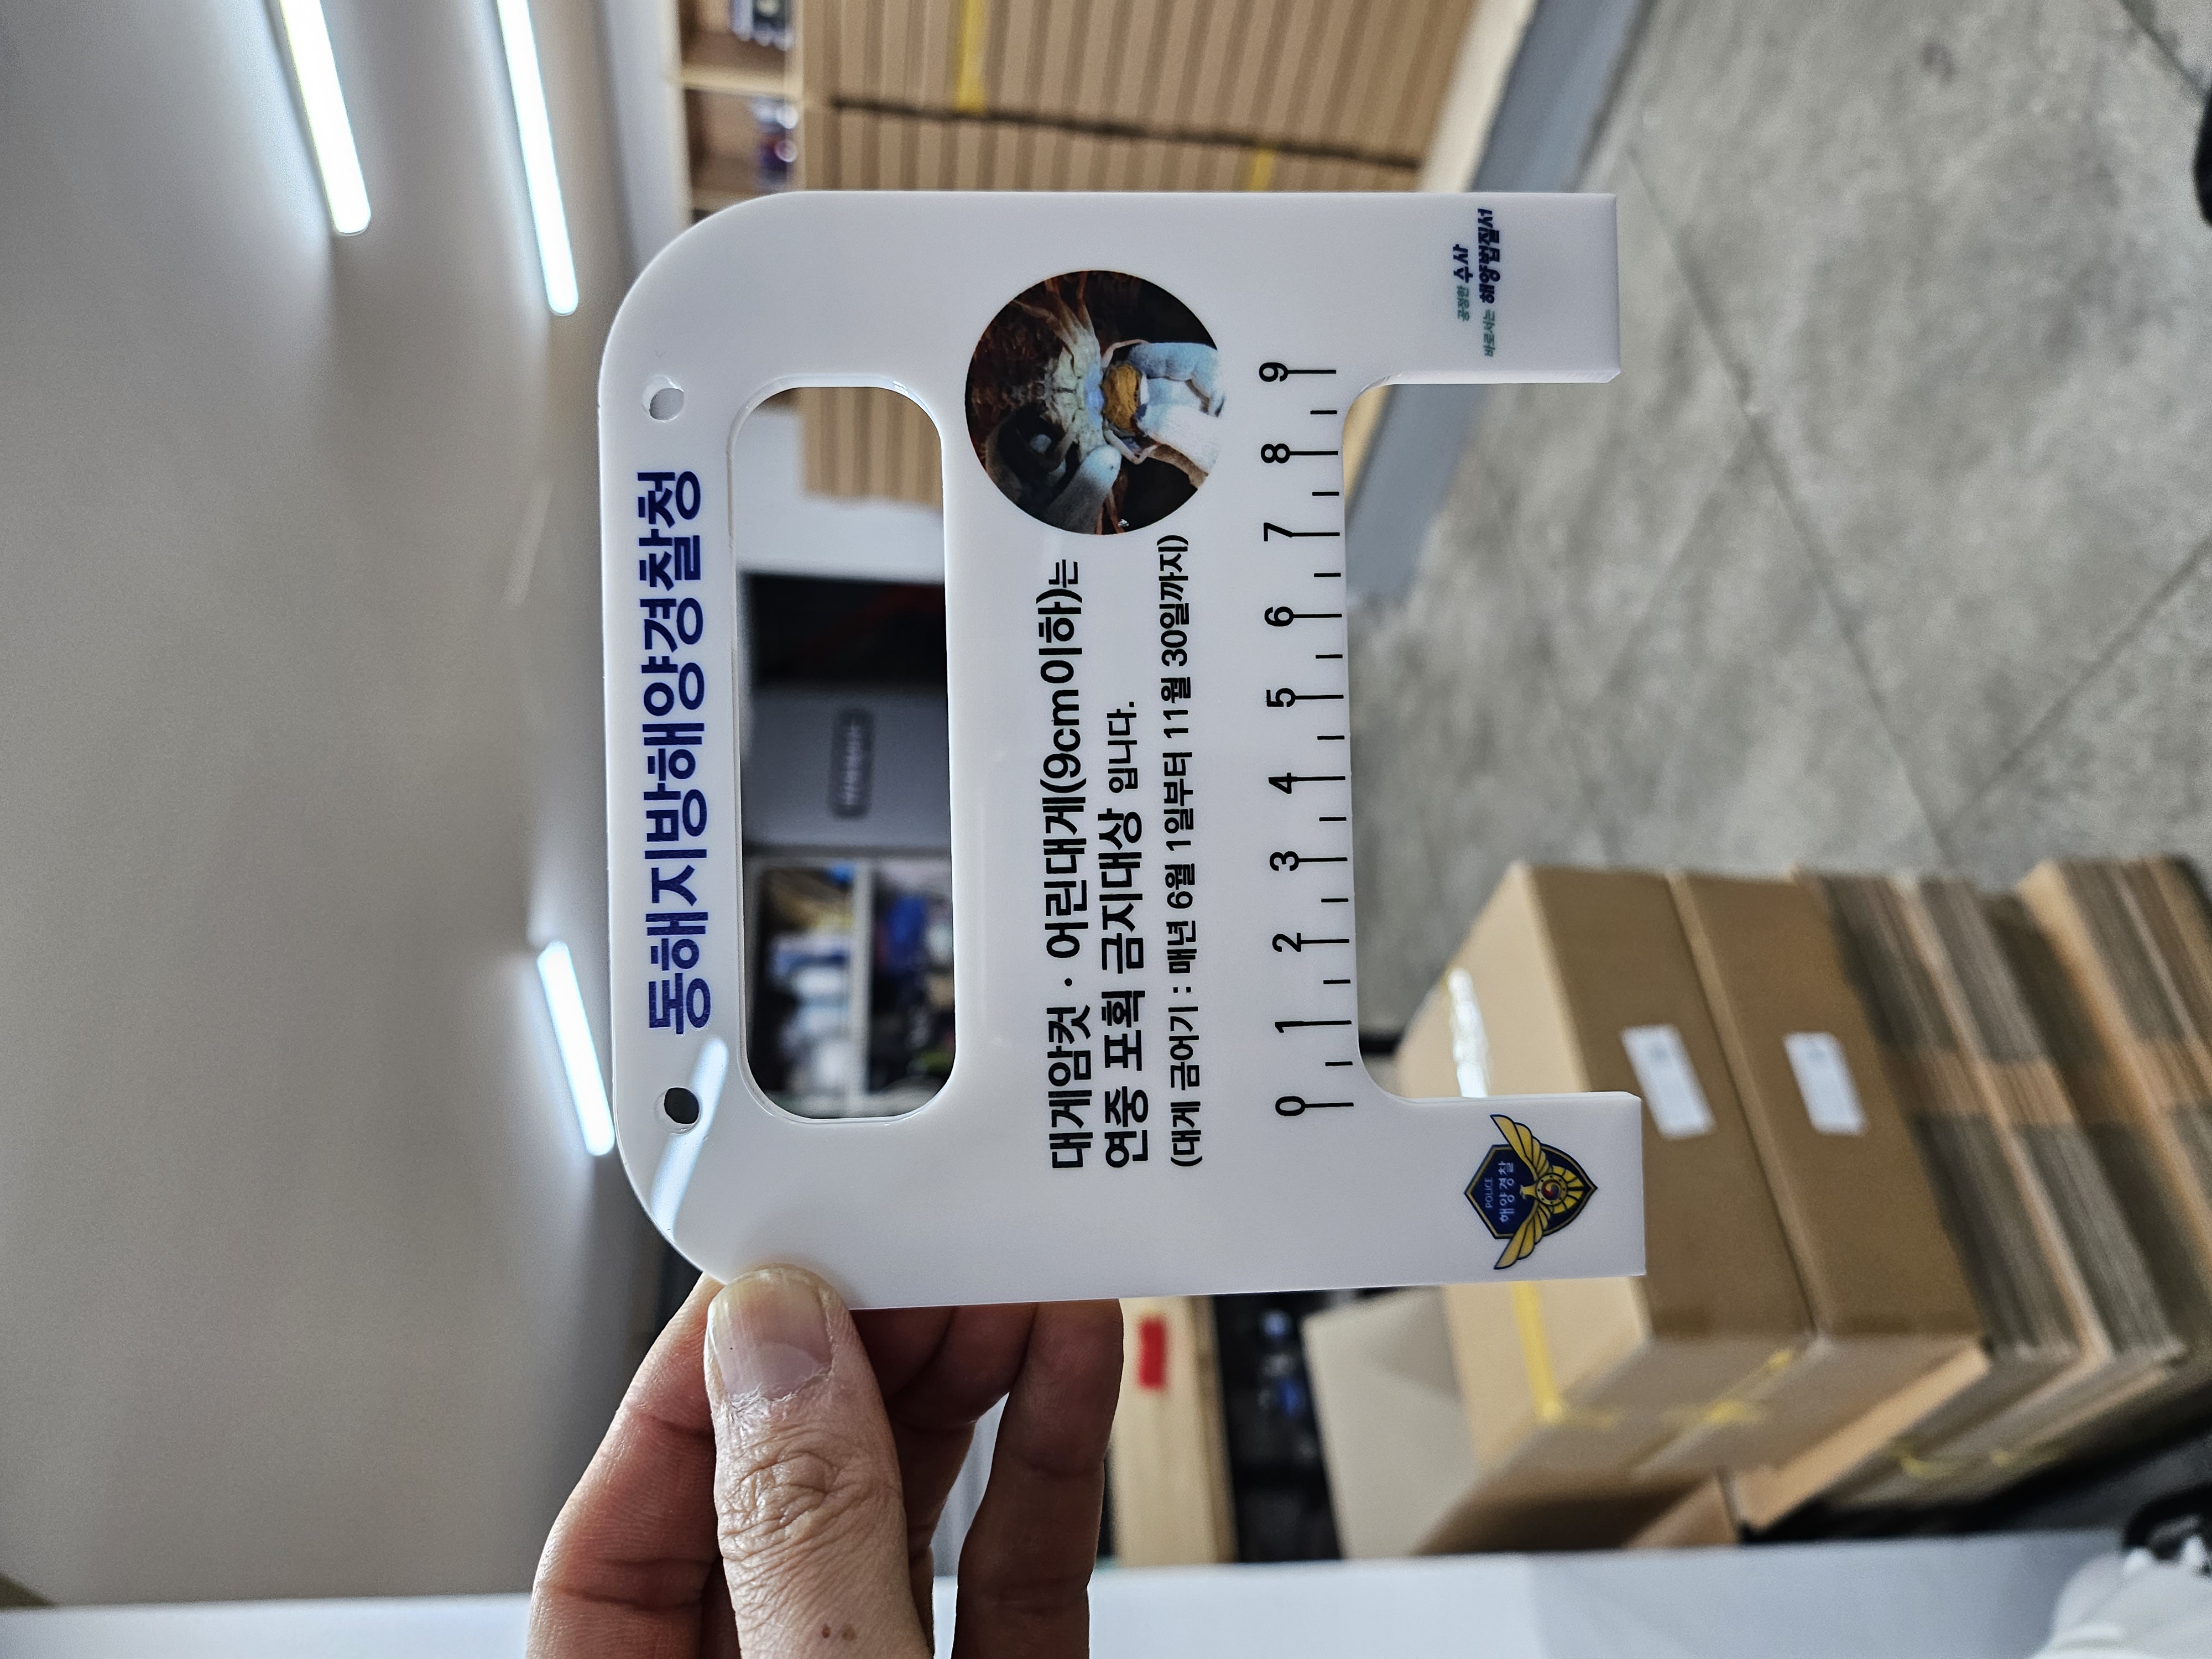 동해지방해양경찰청
대게암컷 · 어린대게(9cm이하)는
연중 포획 금지대상 입니다.
(대게 금어기 : 매년 6월 1일부터 11월 30일까지)
0 1 2 3 4 5 6 7 8 9
POLICE
해양경찰
공정한 수사
바로서는 해양법질서